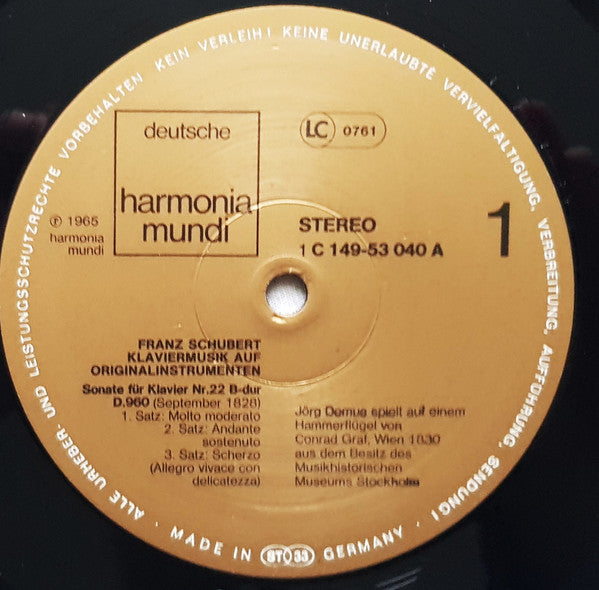 ALLE URHEBER- UND LEISTUNGSSCHUTZRECHTE VORBEHALTEN · KEIN VERLEIH! KEINE UNERLAUBTE VERVIELFÄLTIGUNG, VERBREITUNG, AUFFÜHRUNG, SENDUNG!
deutsche
harmonia
mundi
LC 0761
℗ 1965
harmonia
mundi
STEREO
1 C 149-53 040 A
1
FRANZ SCHUBERT
KLAVIERMUSIK AUF
ORIGINALINSTRUMENTEN
Sonate für Klavier Nr.22 B-dur
D.960 (September 1828)
1. Satz: Molto moderato
2. Satz: Andante
sostenuto
3. Satz: Scherzo
(Allegro vivace con
delicatezza)
Jörg Demus spielt auf einem
Hammerflügel von
Conrad Graf, Wien 1830
aus dem Besitz des
Musikhistorischen
Museums Stockholm
· MADE IN ST 33 GERMANY ·